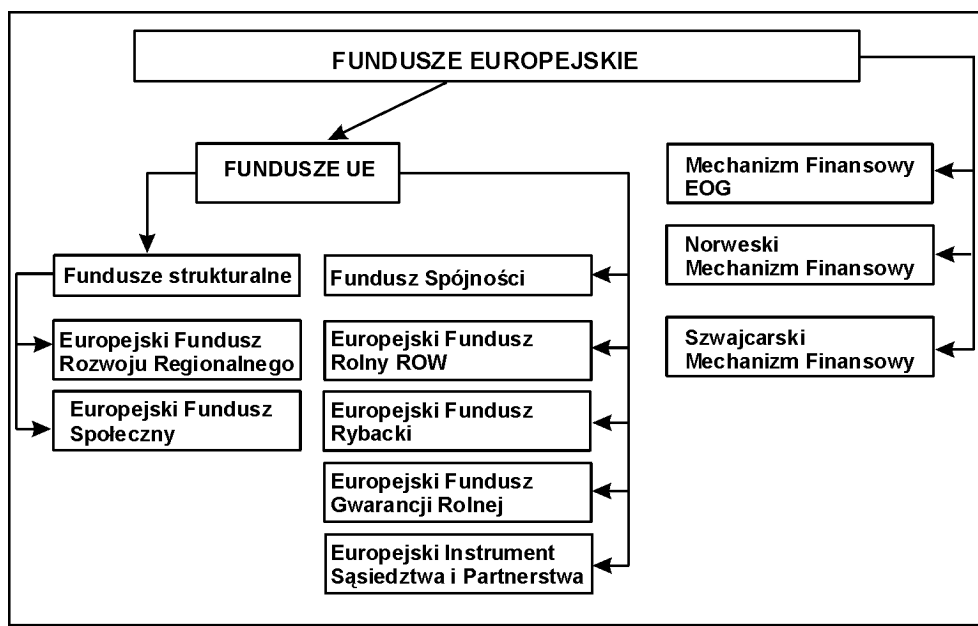 FUNDUSZE EUROPEJSKIE
FUNDUSZE UE
Fundusze strukturalne
Europejski Fundusz
Rozwoju Regionalnego
Europejski Fundusz
Społeczny
Fundusz Spójności
Europejski Fundusz
Rolny ROW
Europejski Fundusz
Rybacki
Europejski Fundusz
Gwarancji Rolnej
Europejski Instrument
Sąsiedztwa i Partnerstwa
Mechanizm Finansowy
EOG
Norweski
Mechanizm Finansowy
Szwajcarski
Mechanizm Finansowy